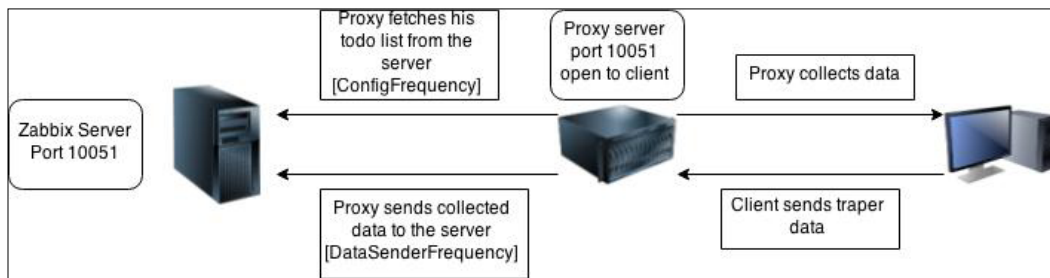 Zabbix Server
Port 10051
Proxy fetches his
todo list from the
server
[ConfigFrequency]
Proxy sends collected
data to the server
[DataSenderFrequency]
Proxy server
port 10051
open to client
Proxy collects data
Client sends traper
data